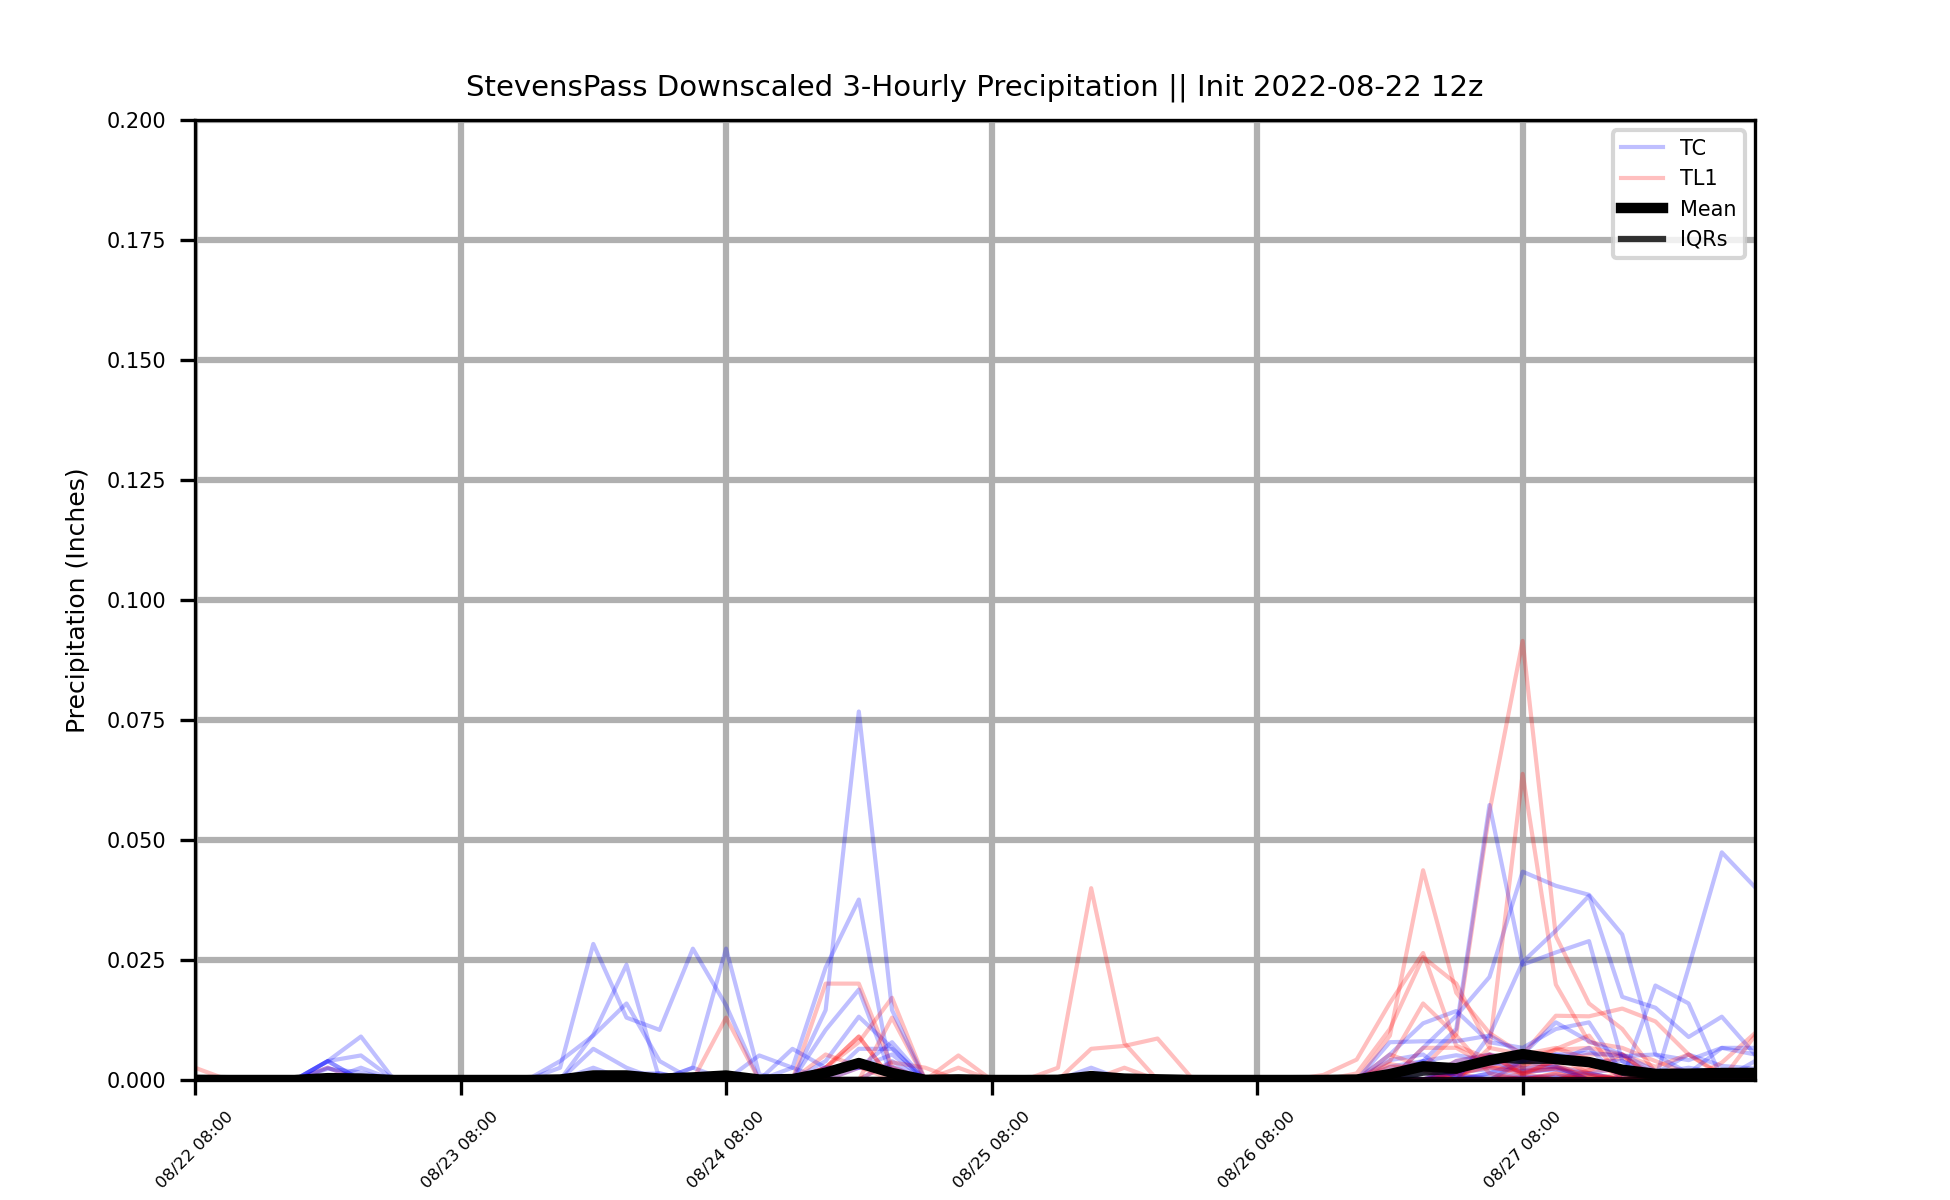 StevensPass Downscaled 3-Hourly Precipitation || Init 2022-08-22 12z
Precipitation (Inches)
0.200
0.175
0.150
0.125
0.100
0.075
0.050
0.025
0.000
TC
TL1
Mean
IQRs
08/22 08:00
08/23 08:00
08/24 08:00
08/25 08:00
08/26 08:00
08/27 08:00